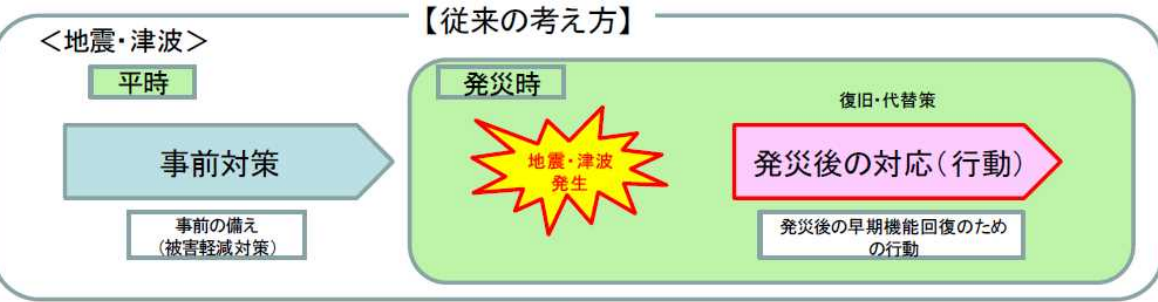 【従来の考え方】
＜地震・津波＞
平時
発災時
復旧・代替策
事前対策
地震・津波
発生
発災後の対応（行動）
事前の備え
（被害軽減対策）
発災後の早期機能回復のため
の行動